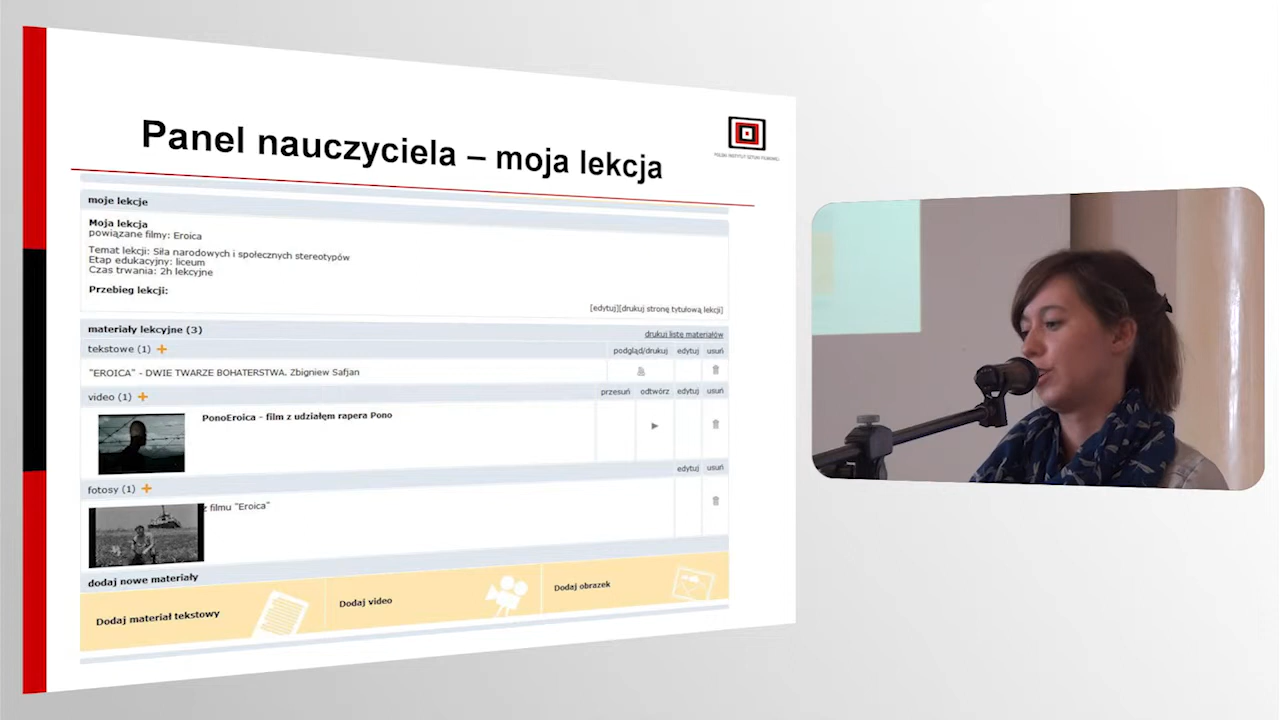 Panel nauczyciela – moja lekcja
POLSKI INSTYTUT SZTUKI FILMOWEJ
moje lekcje
Moja lekcja
powiązane filmy: Eroica
Temat lekcji: Siła narodowych i społecznych stereotypów
Etap edukacyjny: liceum
Czas trwania: 2h lekcyjne
Przebieg lekcji:
[edytuj][drukuj stronę tytułową lekcji]
materiały lekcyjne (3)
drukuj listę materiałów
tekstowe (1) +
podgląd/drukuj edytuj usuń
"EROICA" - DWIE TWARZE BOHATERSTWA. Zbigniew Safjan
video (1) +
przesuń odtwórz edytuj usuń
PonoEroica - film z udziałem rapera Pono
edytuj usuń
fotosy (1) +
z filmu "Eroica"
dodaj nowe materiały
Dodaj materiał tekstowy
Dodaj video
Dodaj obrazek